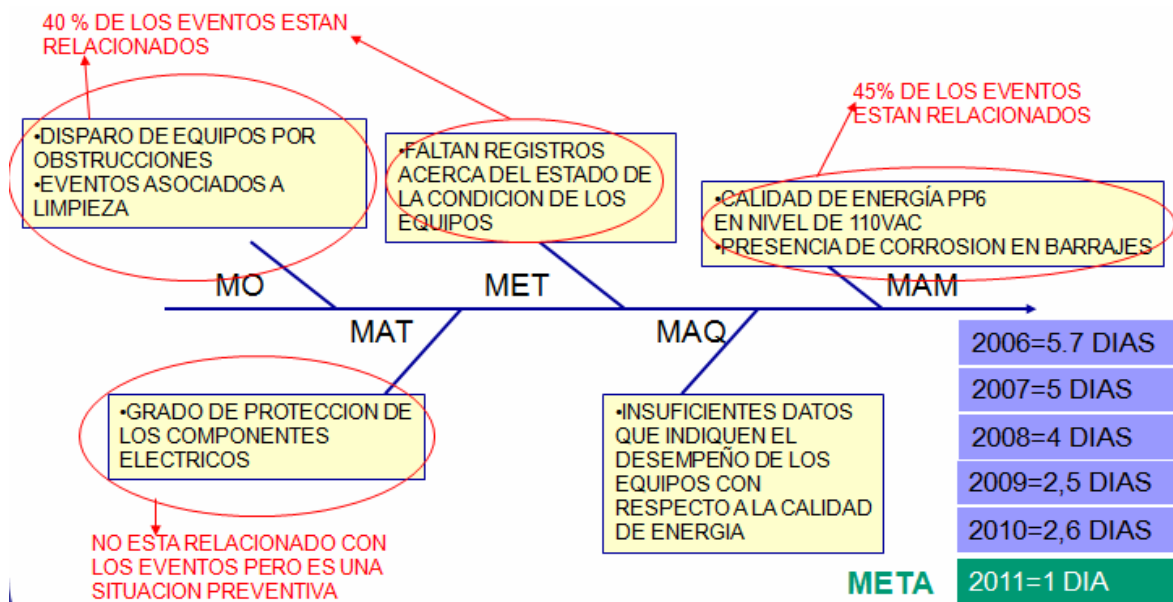 40 % DE LOS EVENTOS ESTAN
RELACIONADOS
45% DE LOS EVENTOS
ESTAN RELACIONADOS
•DISPARO DE EQUIPOS POR
OBSTRUCCIONES
•EVENTOS ASOCIADOS A
LIMPIEZA
•FALTAN REGISTROS
ACERCA DEL ESTADO DE
LA CONDICION DE LOS
EQUIPOS
•CALIDAD DE ENERGÍA PP6
EN NIVEL DE 110VAC
•PRESENCIA DE CORROSION EN BARRAJES
MO
MET
MAM
MAT
MAQ
•GRADO DE PROTECCION DE
LOS COMPONENTES
ELECTRICOS
•INSUFICIENTES DATOS
QUE INDIQUEN EL
DESEMPEÑO DE LOS
EQUIPOS CON
RESPECTO A LA CALIDAD
DE ENERGIA
NO ESTA RELACIONADO CON
LOS EVENTOS PERO ES UNA
SITUACION PREVENTIVA
2006=5.7 DIAS
2007=5 DIAS
2008=4 DIAS
2009=2,5 DIAS
2010=2,6 DIAS
META
2011=1 DIA